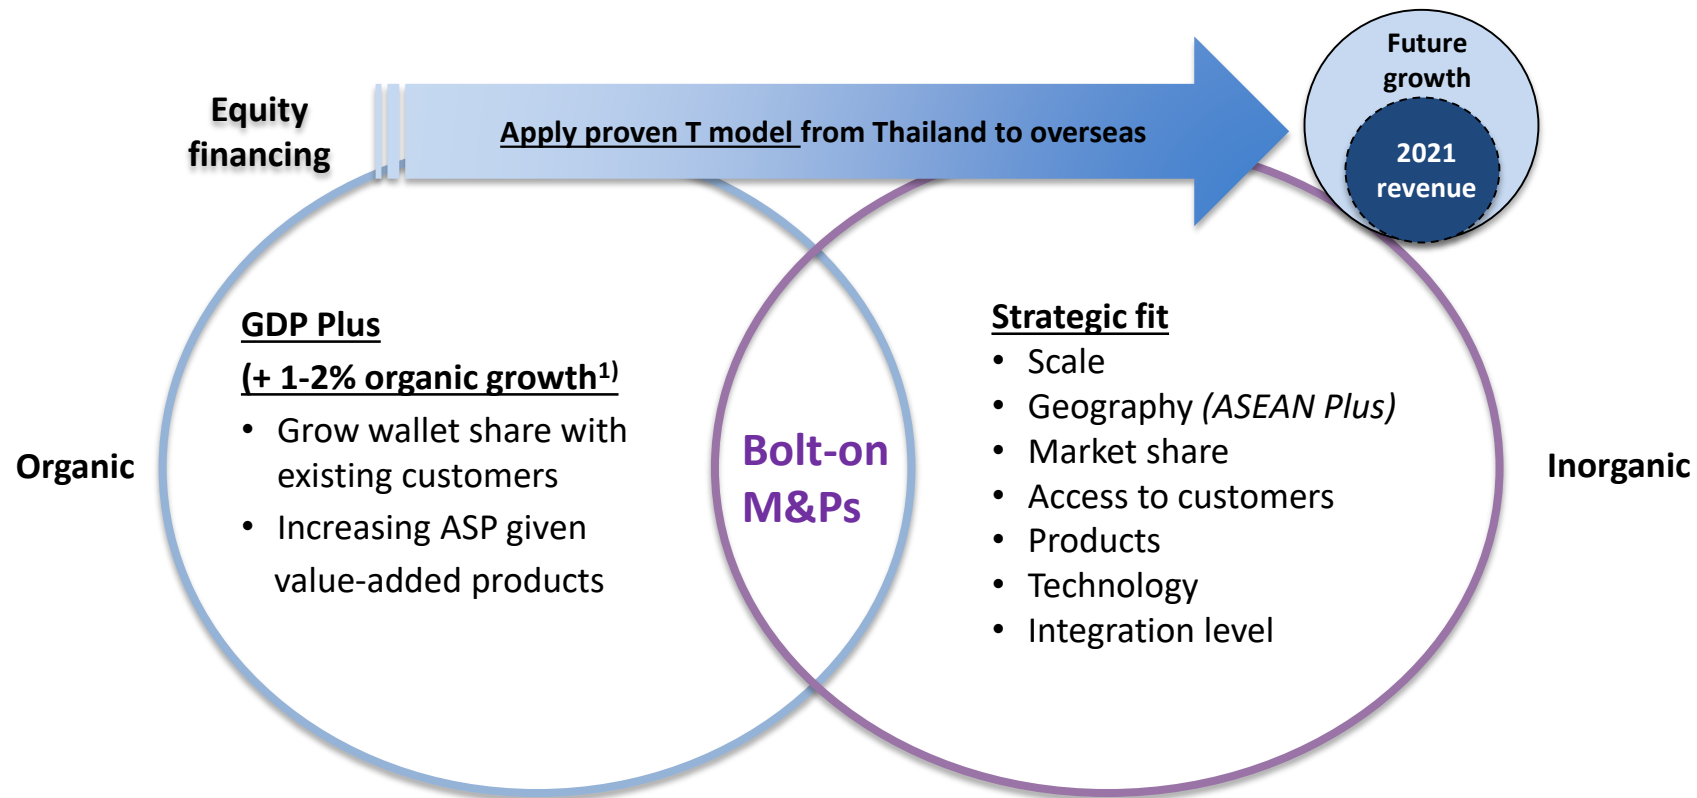 Equity
financing
Apply proven T model from Thailand to overseas
Future
growth
2021
revenue
Organic
GDP Plus
(+ 1-2% organic growth1)
• Grow wallet share with
existing customers
• Increasing ASP given
value-added products
Bolt-on
M&Ps
Strategic fit
• Scale
• Geography (ASEAN Plus)
• Market share
• Access to customers
• Products
• Technology
• Integration level
Inorganic